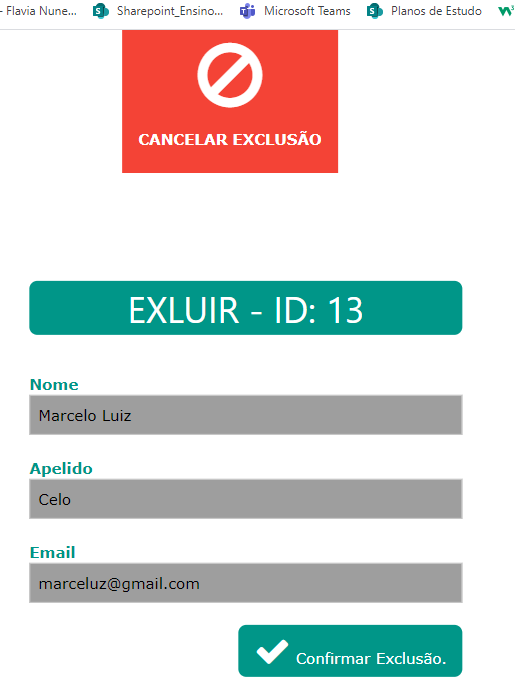 - Flavia Nune... Sharepoint_Ensino... Microsoft Teams Planos de Estudo
CANCELAR EXCLUSÃO
EXLUIR - ID: 13
Nome
Marcelo Luiz
Apelido
Celo
Email
marceluz@gmail.com
Confirmar Exclusão.